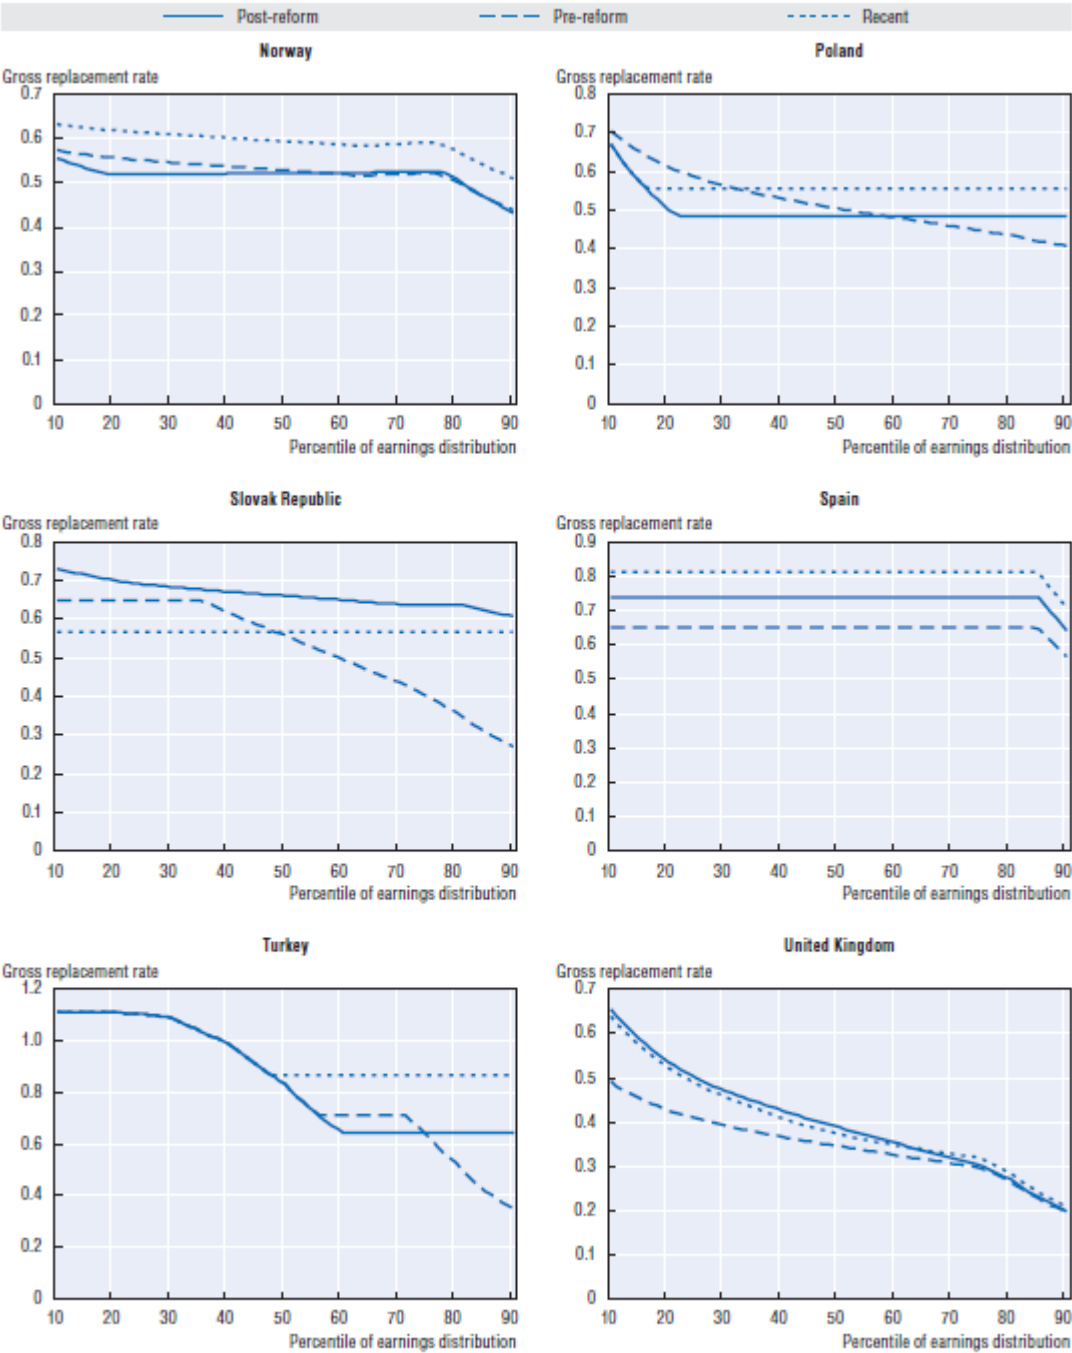 Post-reform Pre-reform Recent
Norway
Gross replacement rate
0.7
0.6
0.5
0.4
0.3
0.2
0.1
0
10 20 30 40 50 60 70 80 90
Percentile of earnings distribution
Poland
Gross replacement rate
0.8
0.7
0.6
0.5
0.4
0.3
0.2
0.1
0
10 20 30 40 50 60 70 80 90
Percentile of earnings distribution
Slovak Republic
Gross replacement rate
0.8
0.7
0.6
0.5
0.4
0.3
0.2
0.1
0
10 20 30 40 50 60 70 80 90
Percentile of earnings distribution
Spain
Gross replacement rate
0.9
0.8
0.7
0.6
0.5
0.4
0.3
0.2
0.1
0
10 20 30 40 50 60 70 80 90
Percentile of earnings distribution
Turkey
Gross replacement rate
1.2
1.0
0.8
0.6
0.4
0.2
0
10 20 30 40 50 60 70 80 90
Percentile of earnings distribution
United Kingdom
Gross replacement rate
0.7
0.6
0.5
0.4
0.3
0.2
0.1
0
10 20 30 40 50 60 70 80 90
Percentile of earnings distribution